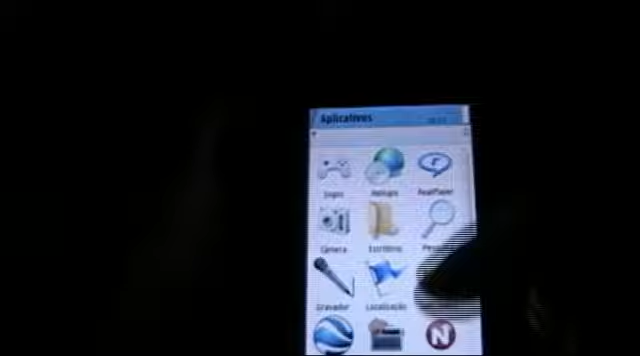 Aplicativos
Jogos
Relógio
RealPlayer
Câmera
Escritório
Gravador
Localização
N